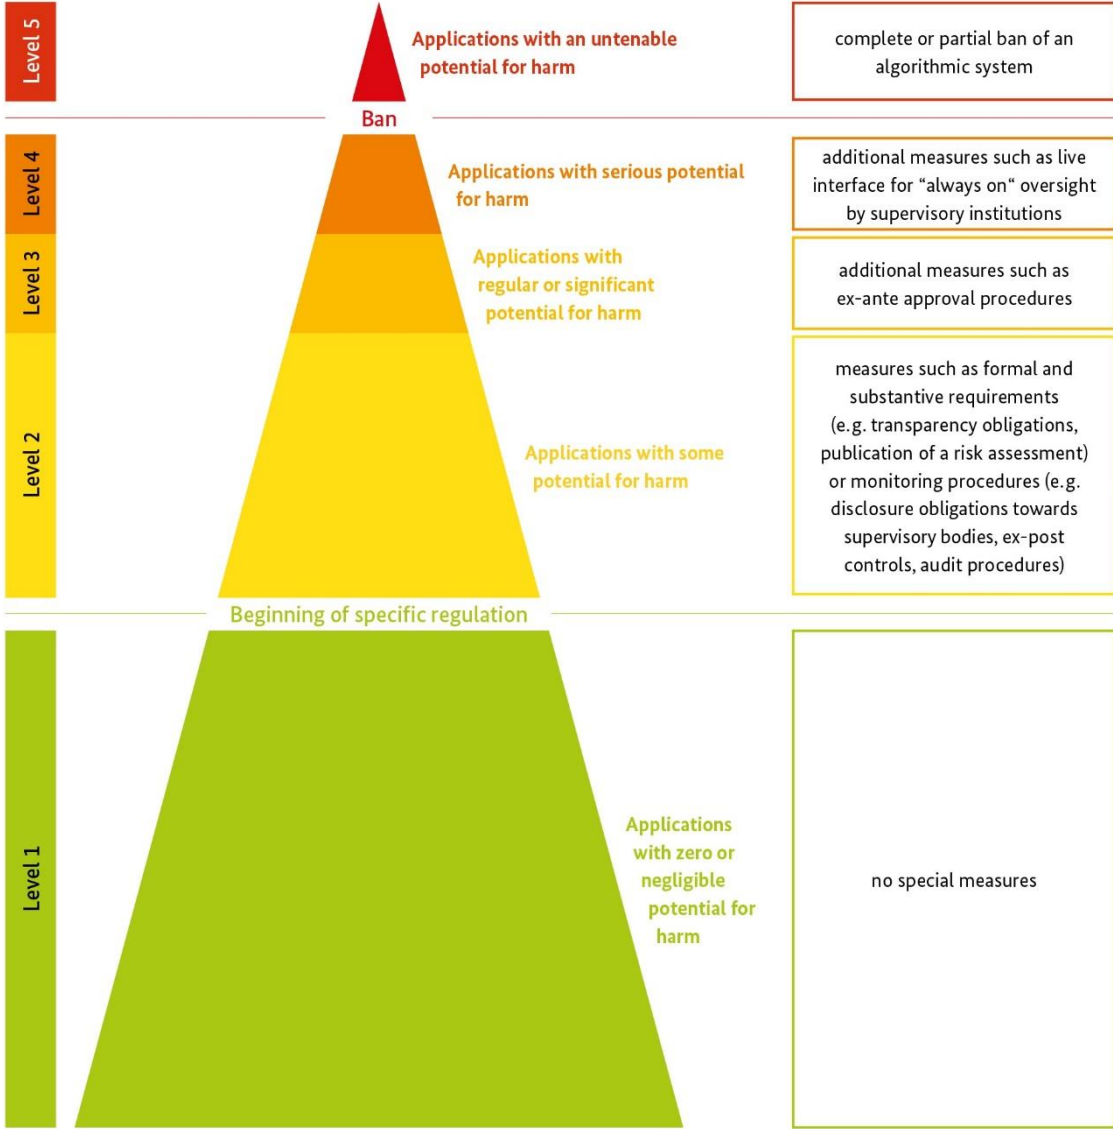 Level 5
Applications with an untenable
potential for harm
complete or partial ban of an
algorithmic system
Ban
Level 4
Applications with serious potential
for harm
additional measures such as live
interface for “always on“ oversight
by supervisory institutions
Level 3
Applications with
regular or significant
potential for harm
additional measures such as
ex-ante approval procedures
Level 2
Applications with some
potential for harm
measures such as formal and
substantive requirements
(e.g. transparency obligations,
publication of a risk assessment)
or monitoring procedures (e.g.
disclosure obligations towards
supervisory bodies, ex-post
controls, audit procedures)
Beginning of specific regulation
Level 1
Applications
with zero or
negligible
potential for
harm
no special measures